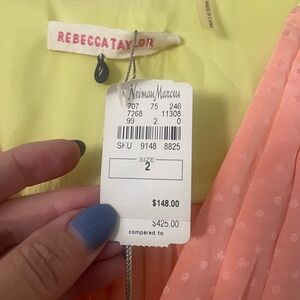 REBECCA TAYLOR
Neiman Marcus
707 75 246
7268 11308
99 2 0
SKU 9148 8825
SIZE
2
$148.00
$425.00
compared to